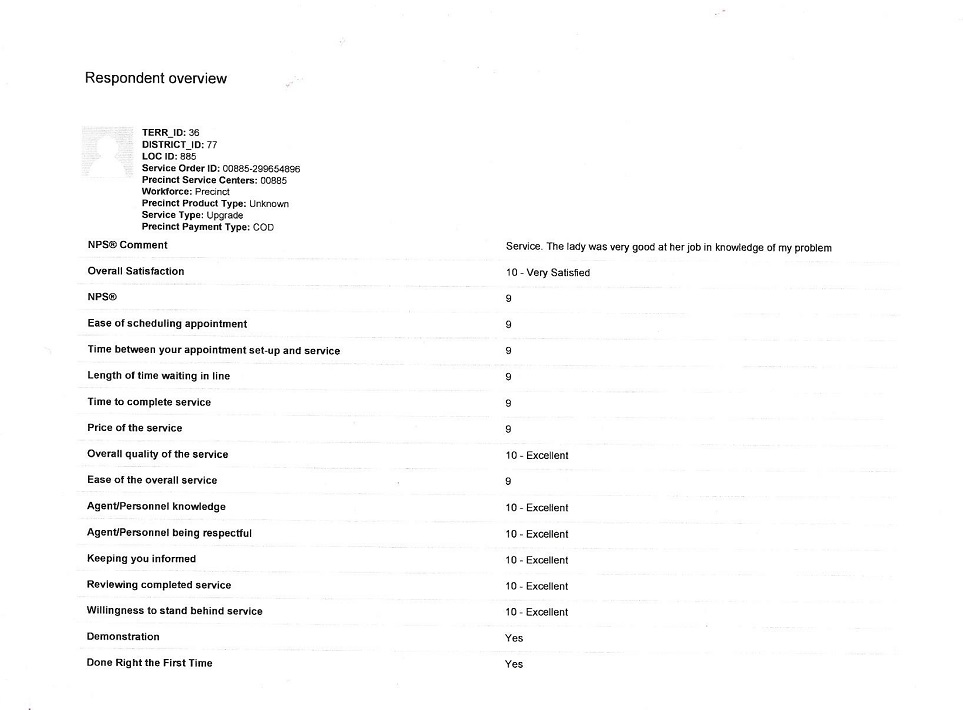 Respondent overview
TERR_ID: 36
DISTRICT_ID: 77
LOC ID: 885
Service Order ID: 00885-299654896
Precinct Service Centers: 00885
Workforce: Precinct
Precinct Product Type: Unknown
Service Type: Upgrade
Precinct Payment Type: COD
NPS® Comment Service. The lady was very good at her job in knowledge of my problem
Overall Satisfaction 10 - Very Satisfied
NPS® 9
Ease of scheduling appointment 9
Time between your appointment set-up and service 9
Length of time waiting in line 9
Time to complete service 9
Price of the service 9
Overall quality of the service 10 - Excellent
Ease of the overall service 9
Agent/Personnel knowledge 10 - Excellent
Agent/Personnel being respectful 10 - Excellent
Keeping you informed 10 - Excellent
Reviewing completed service 10 - Excellent
Willingness to stand behind service 10 - Excellent
Demonstration Yes
Done Right the First Time Yes